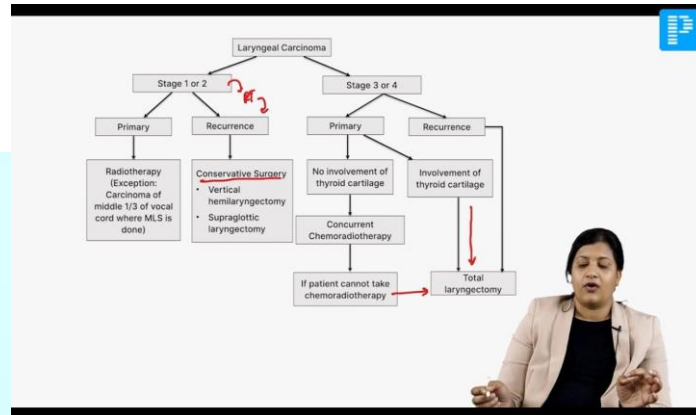 Laryngeal Carcinoma
Stage 1 or 2
RT
Stage 3 or 4
Primary
Recurrence
Primary
Recurrence
Radiotherapy
(Exception:
Carcinoma of
middle 1/3 of vocal
cord where MLS is
done)
Conservative Surgery
• Vertical
hemilaryngectomy
• Supraglottic
laryngectomy
No involvement of
thyroid cartilage
Involvement of
thyroid cartilage
Concurrent
Chemoradiotherapy
If patient cannot take
chemoradiotherapy
Total
laryngectomy